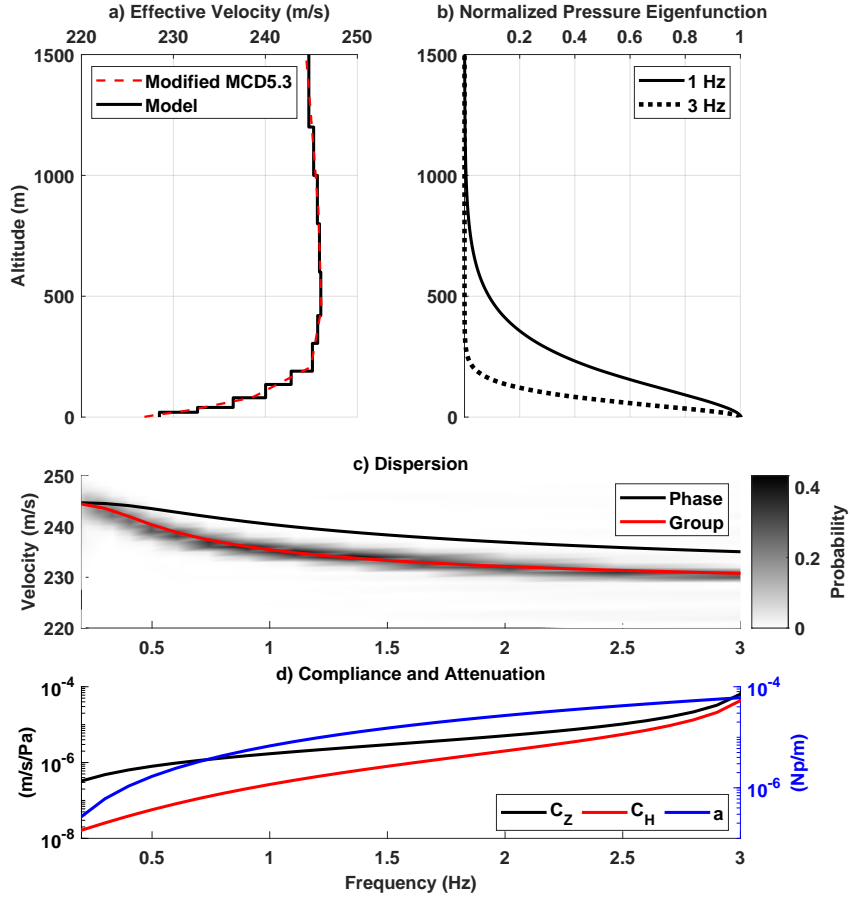 a) Effective Velocity (m/s)
220 230 240 250
1500
1000
500
0
Altitude (m)
Modified MCD5.3
Model
b) Normalized Pressure Eigenfunction
0.2 0.4 0.6 0.8 1
1500
1000
500
0
1 Hz
3 Hz
c) Dispersion
250
240
230
220
Velocity (m/s)
Phase
Group
0.5 1 1.5 2 2.5 3
0.4
0.2
0
Probability
d) Compliance and Attenuation
10^-4
10^-6
10^-8
(m/s/Pa)
10^-4
10^-6
(Np/m)
C_Z C_H a
0.5 1 1.5 2 2.5 3
Frequency (Hz)